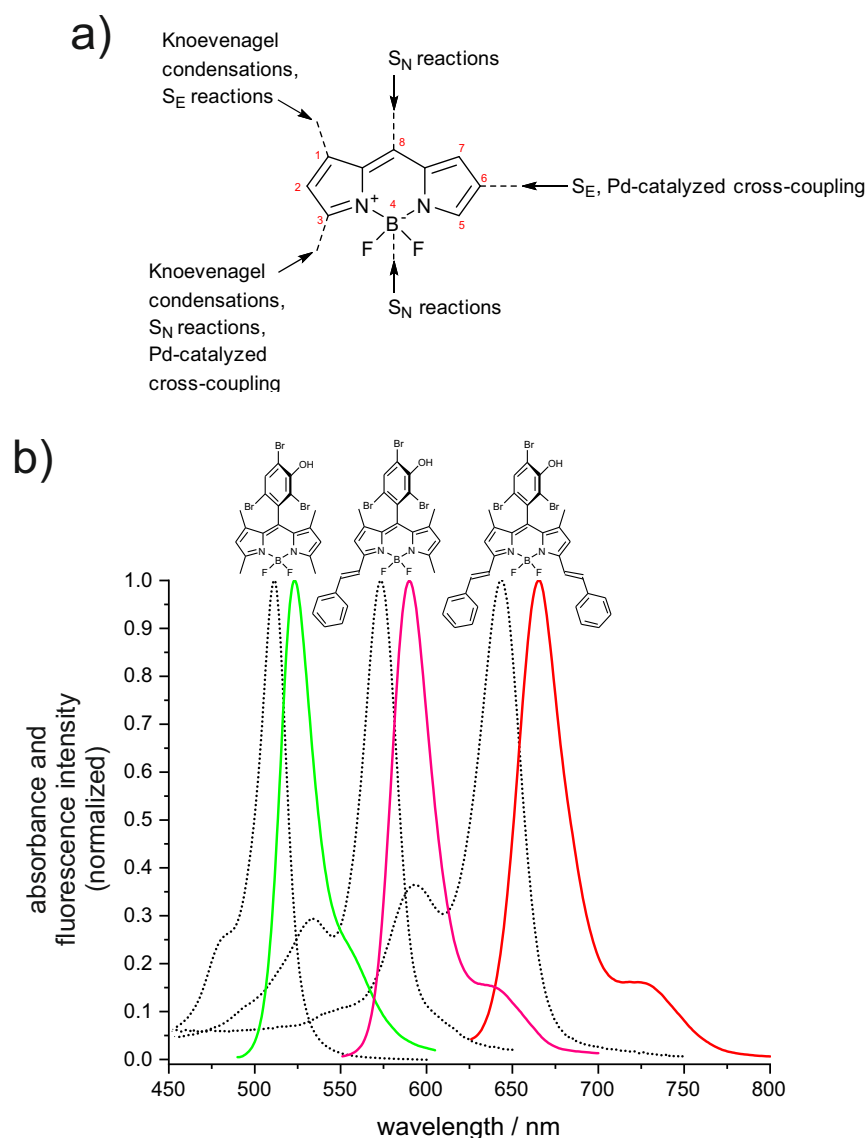 a)
Knoevenagel
condensations,
SE reactions
SN reactions
1
2
3
4
5
6
7
8
N+
B-
N
F
F
SE, Pd-catalyzed cross-coupling
Knoevenagel
condensations,
SN reactions,
Pd-catalyzed
cross-coupling
SN reactions
b)
Br
OH
Br
Br
N
N
B
F
F
Br
OH
Br
Br
N
N
B
F
F
Br
OH
Br
Br
N
N
B
F
F
absorbance and
fluorescence intensity
(normalized)
1.0
0.9
0.8
0.7
0.6
0.5
0.4
0.3
0.2
0.1
0.0
450 500 550 600 650 700 750 800
wavelength / nm